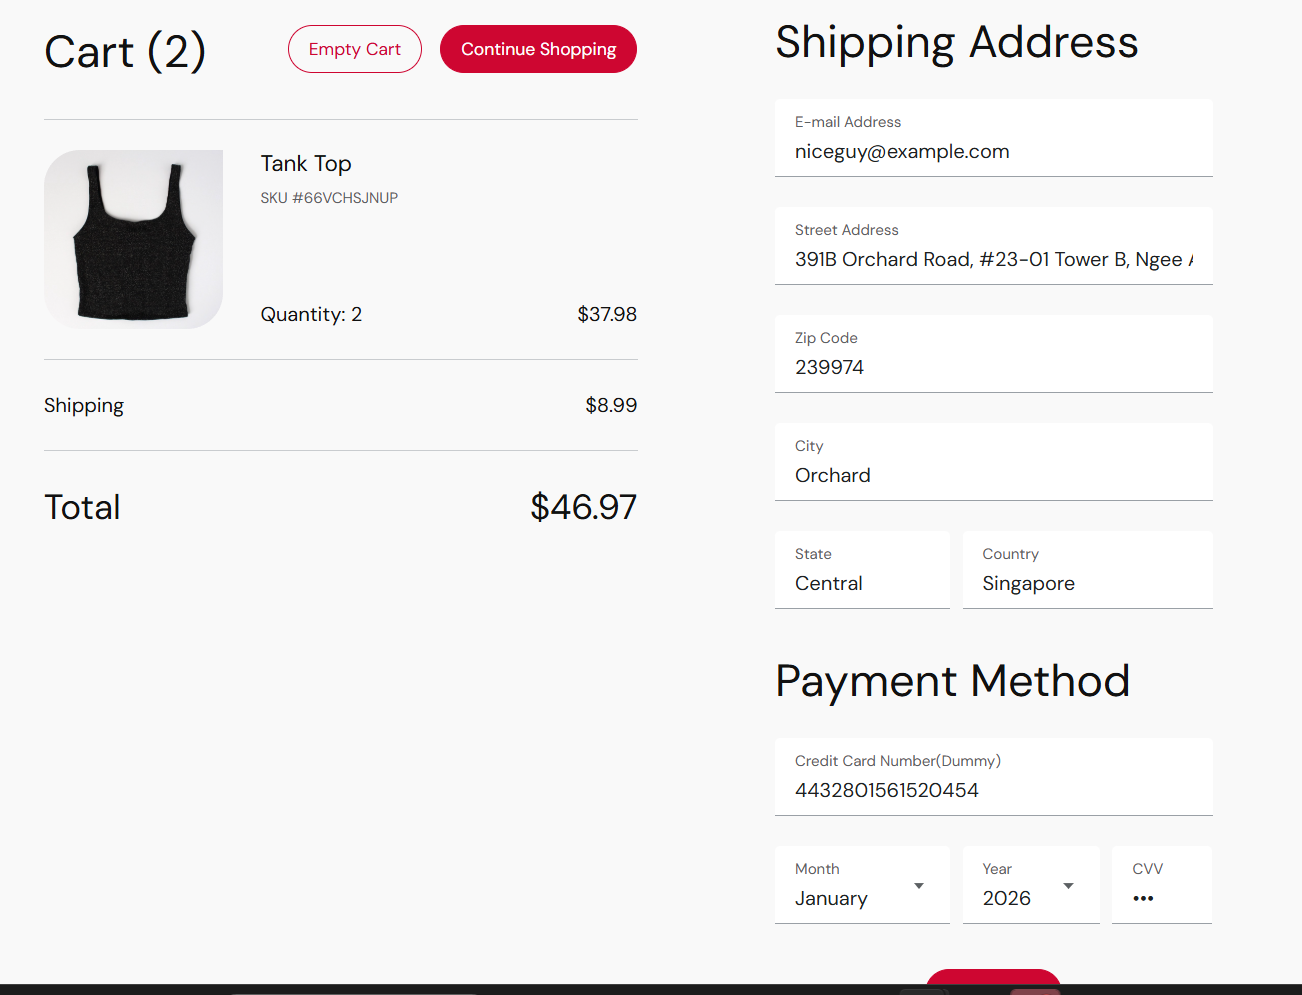 Cart (2)
Empty Cart
Continue Shopping
Tank Top
SKU #66VCHSJNUP
Quantity: 2
$37.98
Shipping
$8.99
Total
$46.97
Shipping Address
E-mail Address
niceguy@example.com
Street Address
391B Orchard Road, #23-01 Tower B, Ngee
Zip Code
239974
City
Orchard
State
Central
Country
Singapore
Payment Method
Credit Card Number(Dummy)
4432801561520454
Month
January
Year
2026
CVV
•••